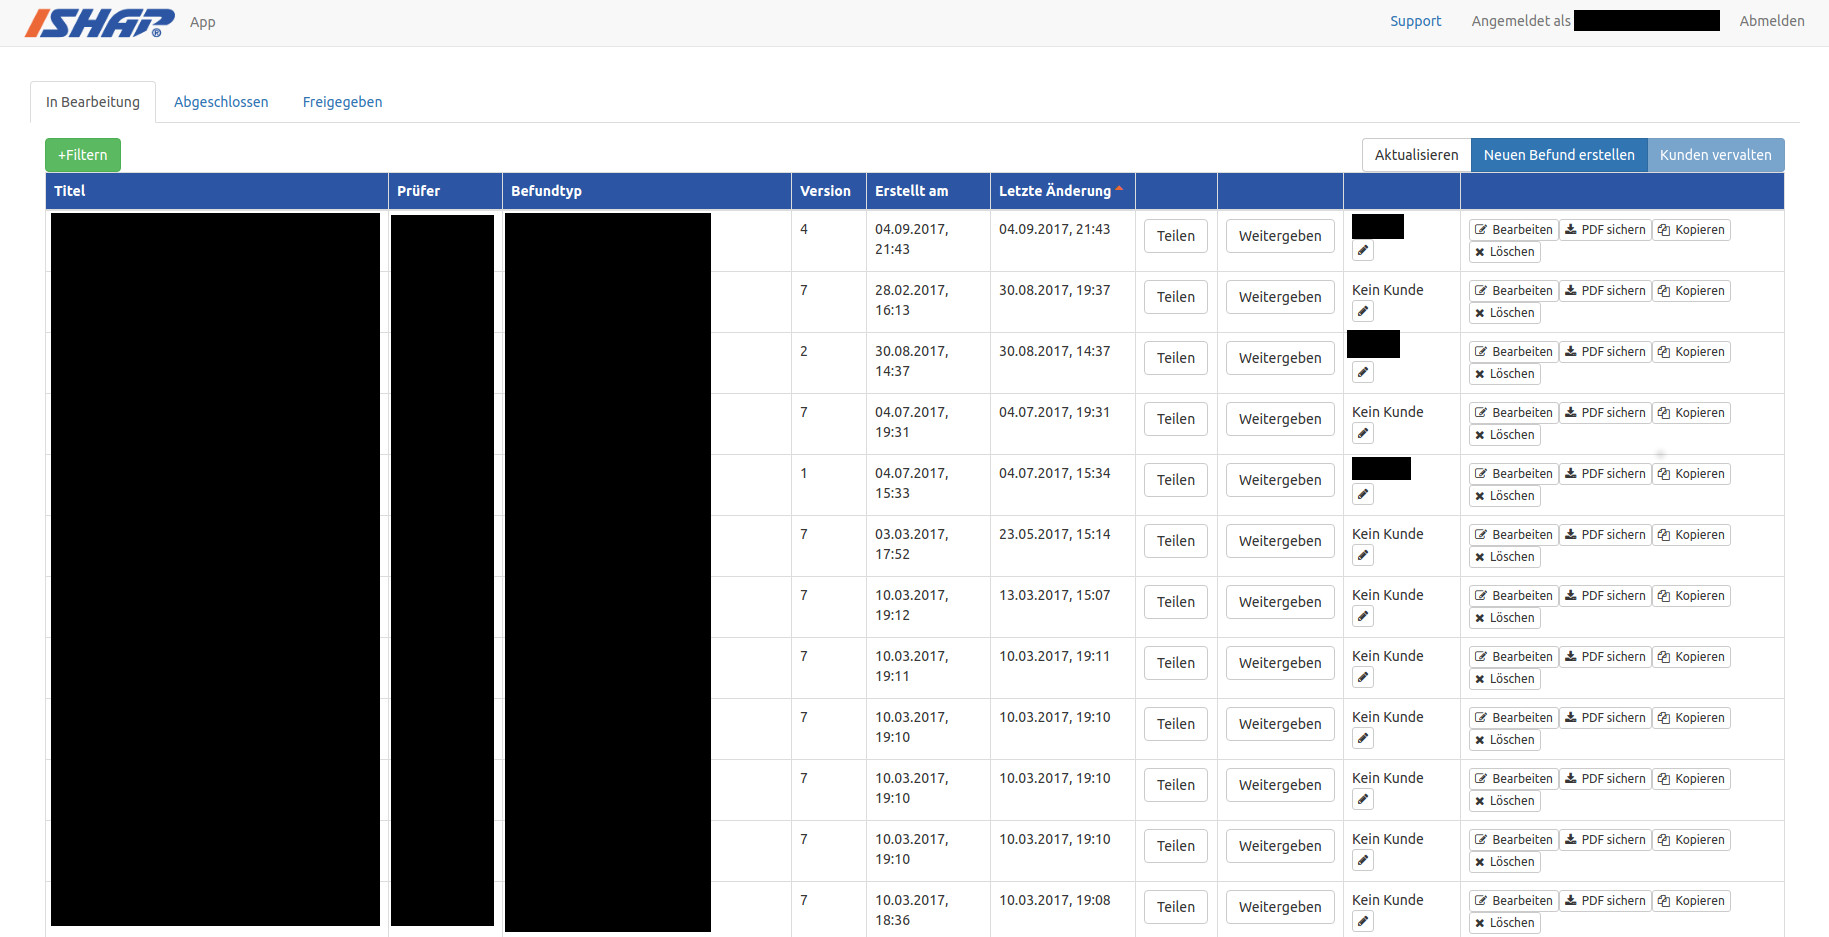 ISHAP® App Support Angemeldet als Abmelden
In Bearbeitung Abgeschlossen Freigegeben
+Filtern Aktualisieren Neuen Befund erstellen Kunden vervalten
Titel Prüfer Befundtyp Version Erstellt am Letzte Änderung
4 04.09.2017, 04.09.2017, 21:43 Teilen Weitergeben Bearbeiten PDF sichern Kopieren
21:43 Löschen
7 28.02.2017, 30.08.2017, 19:37 Teilen Weitergeben Kein Kunde Bearbeiten PDF sichern Kopieren
16:13 Löschen
2 30.08.2017, 30.08.2017, 14:37 Teilen Weitergeben Bearbeiten PDF sichern Kopieren
14:37 Löschen
7 04.07.2017, 04.07.2017, 19:31 Teilen Weitergeben Kein Kunde Bearbeiten PDF sichern Kopieren
19:31 Löschen
1 04.07.2017, 04.07.2017, 15:34 Teilen Weitergeben Bearbeiten PDF sichern Kopieren
15:33 Löschen
7 03.03.2017, 23.05.2017, 15:14 Teilen Weitergeben Kein Kunde Bearbeiten PDF sichern Kopieren
17:52 Löschen
7 10.03.2017, 13.03.2017, 15:07 Teilen Weitergeben Kein Kunde Bearbeiten PDF sichern Kopieren
19:12 Löschen
7 10.03.2017, 10.03.2017, 19:11 Teilen Weitergeben Kein Kunde Bearbeiten PDF sichern Kopieren
19:11 Löschen
7 10.03.2017, 10.03.2017, 19:10 Teilen Weitergeben Kein Kunde Bearbeiten PDF sichern Kopieren
19:10 Löschen
7 10.03.2017, 10.03.2017, 19:10 Teilen Weitergeben Kein Kunde Bearbeiten PDF sichern Kopieren
19:10 Löschen
7 10.03.2017, 10.03.2017, 19:10 Teilen Weitergeben Kein Kunde Bearbeiten PDF sichern Kopieren
19:10 Löschen
7 10.03.2017, 10.03.2017, 19:08 Teilen Weitergeben Kein Kunde Bearbeiten PDF sichern Kopieren
18:36 Löschen